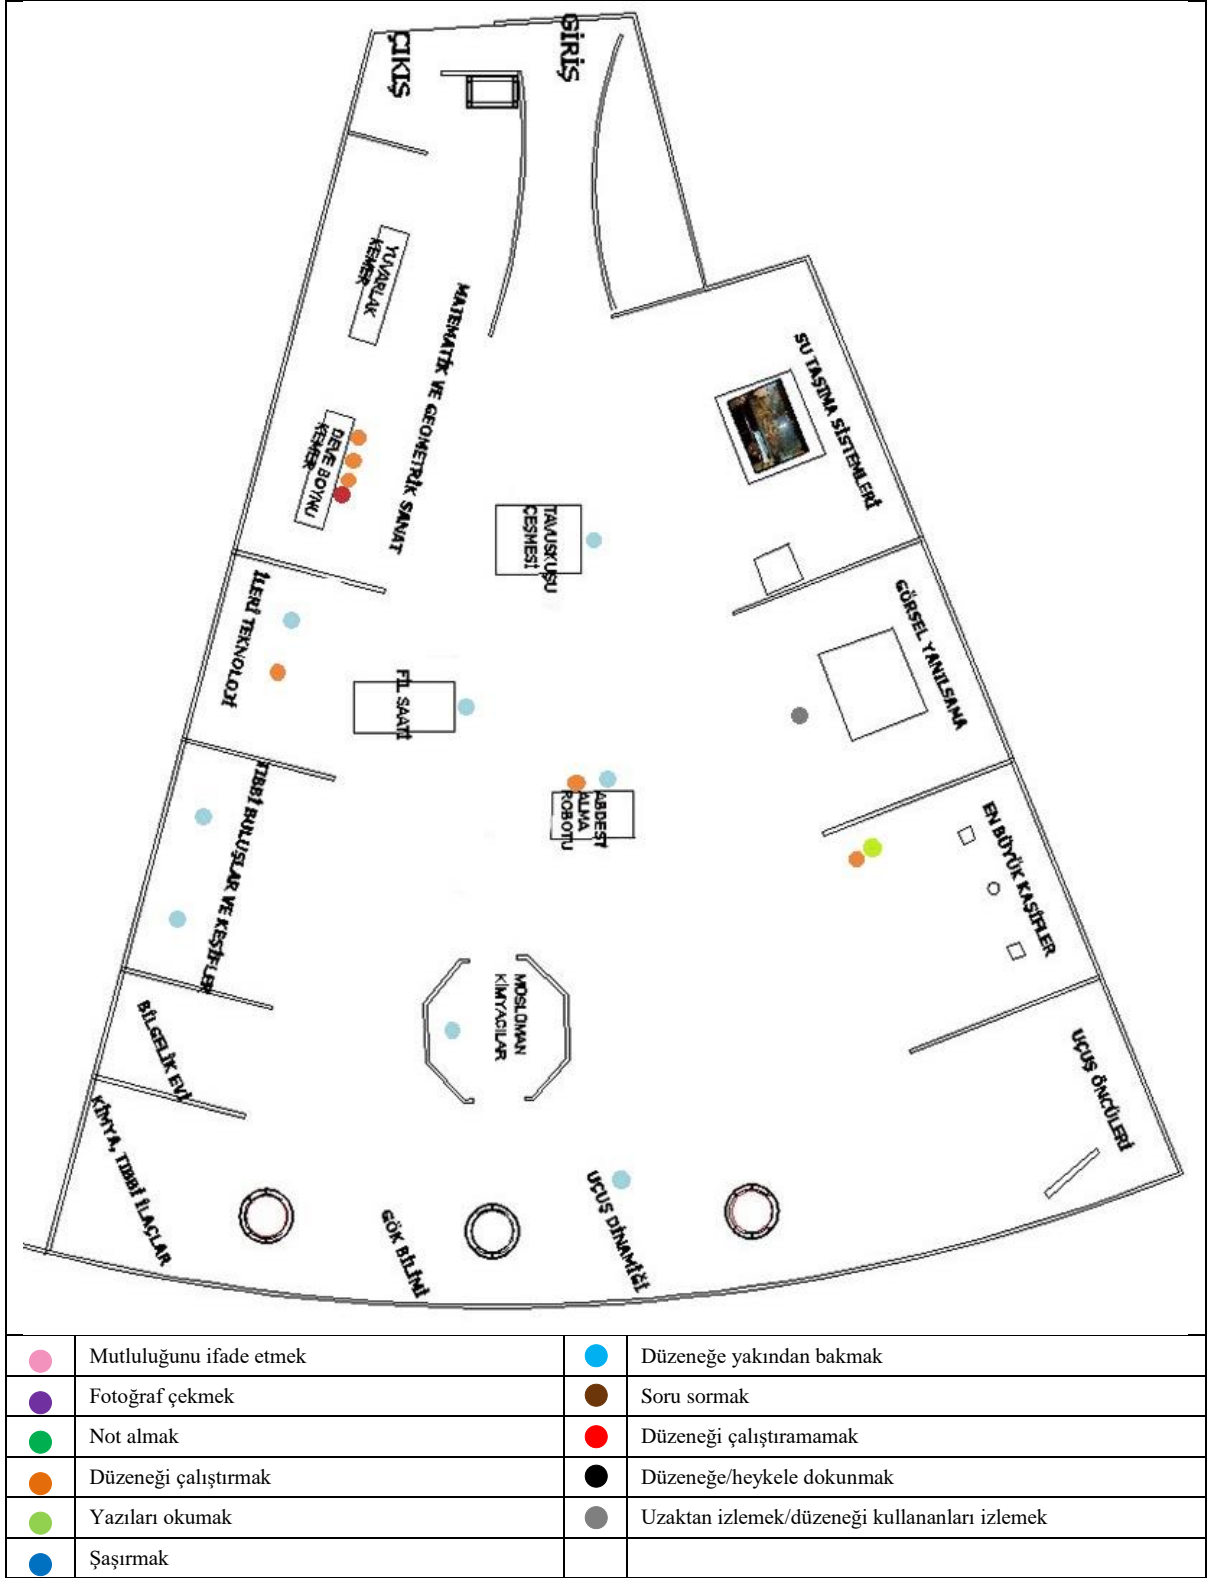 GİRİŞ
ÇIKIŞ
YUVARLAK
KEMER
MATEMATİK VE GEOMETRİK SANAT
SU TAŞIMA SİSTEMLERİ
DEVE BOYNU
KEMER
TAVUSKUŞU
ÇEŞMESİ
İLERİ TEKNOLOJİ
GÖRSEL YANILSAMA
FİL SAATİ
TIBBİ BULUŞLAR VE KEŞİFLER
ABDEST
ALMA
ROBOTU
EN BÜYÜK KAŞİFLER
MÜSLÜMAN
KİMYACILAR
BİLGELİK EVİ
UÇUŞ ÖNCÜLERİ
KİMYA, TIBBİ İLAÇLAR
GÖK BİLİMİ
UÇUŞ DİNAMİĞİ
Mutluluğunu ifade etmek
Düzeneğe yakından bakmak
Fotoğraf çekmek
Soru sormak
Not almak
Düzeneği çalıştıramamak
Düzeneği çalıştırmak
Düzeneğe/heykele dokunmak
Yazıları okumak
Uzaktan izlemek/düzeneği kullananları izlemek
Şaşırmak